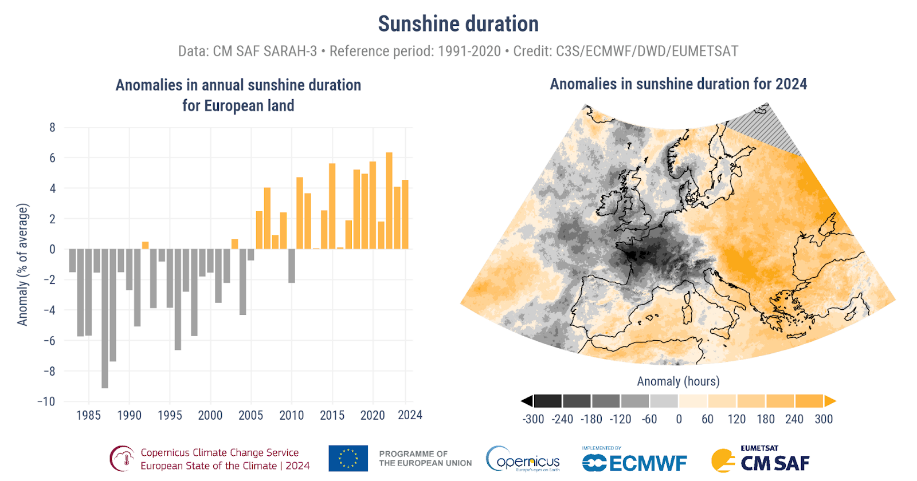 Sunshine duration
Data: CM SAF SARAH-3 • Reference period: 1991-2020 • Credit: C3S/ECMWF/DWD/EUMETSAT
Anomalies in annual sunshine duration
for European land
Anomaly (% of average)
8
6
4
2
0
−2
−4
−6
−8
−10
1985
1990
1995
2000
2005
2010
2015
2020
2024
Anomalies in sunshine duration for 2024
Anomaly (hours)
-300
-240
-180
-120
-60
0
60
120
180
240
300
Copernicus Climate Change Service
European State of the Climate | 2024
PROGRAMME OF
THE EUROPEAN UNION
opernicus
Europe's eyes on Earth
IMPLEMENTED BY
ECMWF
EUMETSAT
CM SAF